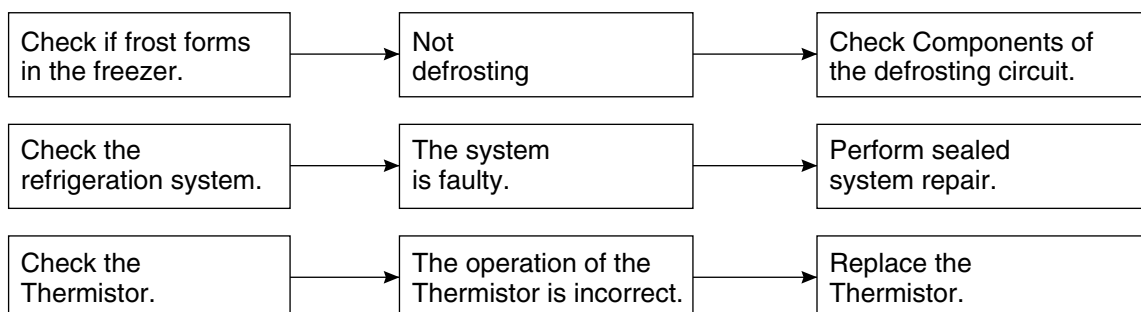 Check if frost forms
in the freezer.
Not
defrosting
Check Components of
the defrosting circuit.
Check the
refrigeration system.
The system
is faulty.
Perform sealed
system repair.
Check the
Thermistor.
The operation of the
Thermistor is incorrect.
Replace the
Thermistor.